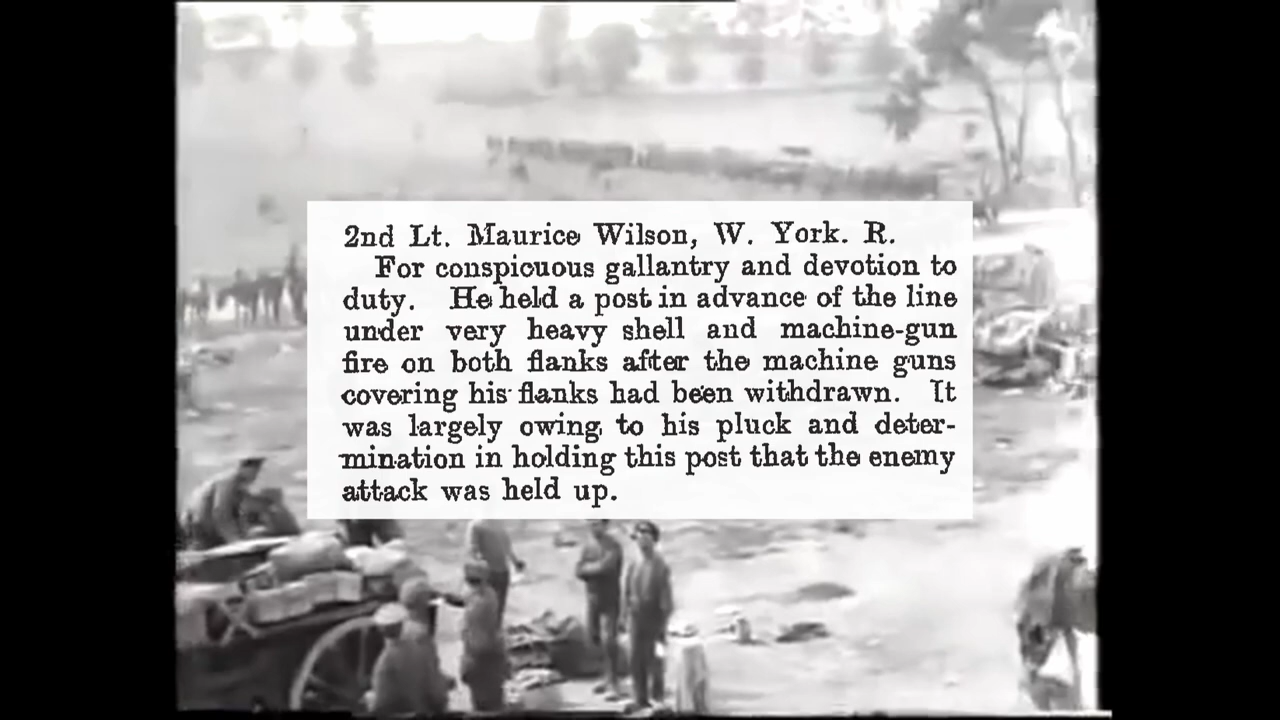 2nd Lt. Maurice Wilson, W. York. R.
For conspicuous gallantry and devotion to
duty. He held a post in advance of the line
under very heavy shell and machine-gun
fire on both flanks after the machine guns
covering his flanks had been withdrawn. It
was largely owing to his pluck and deter-
mination in holding this post that the enemy
attack was held up.